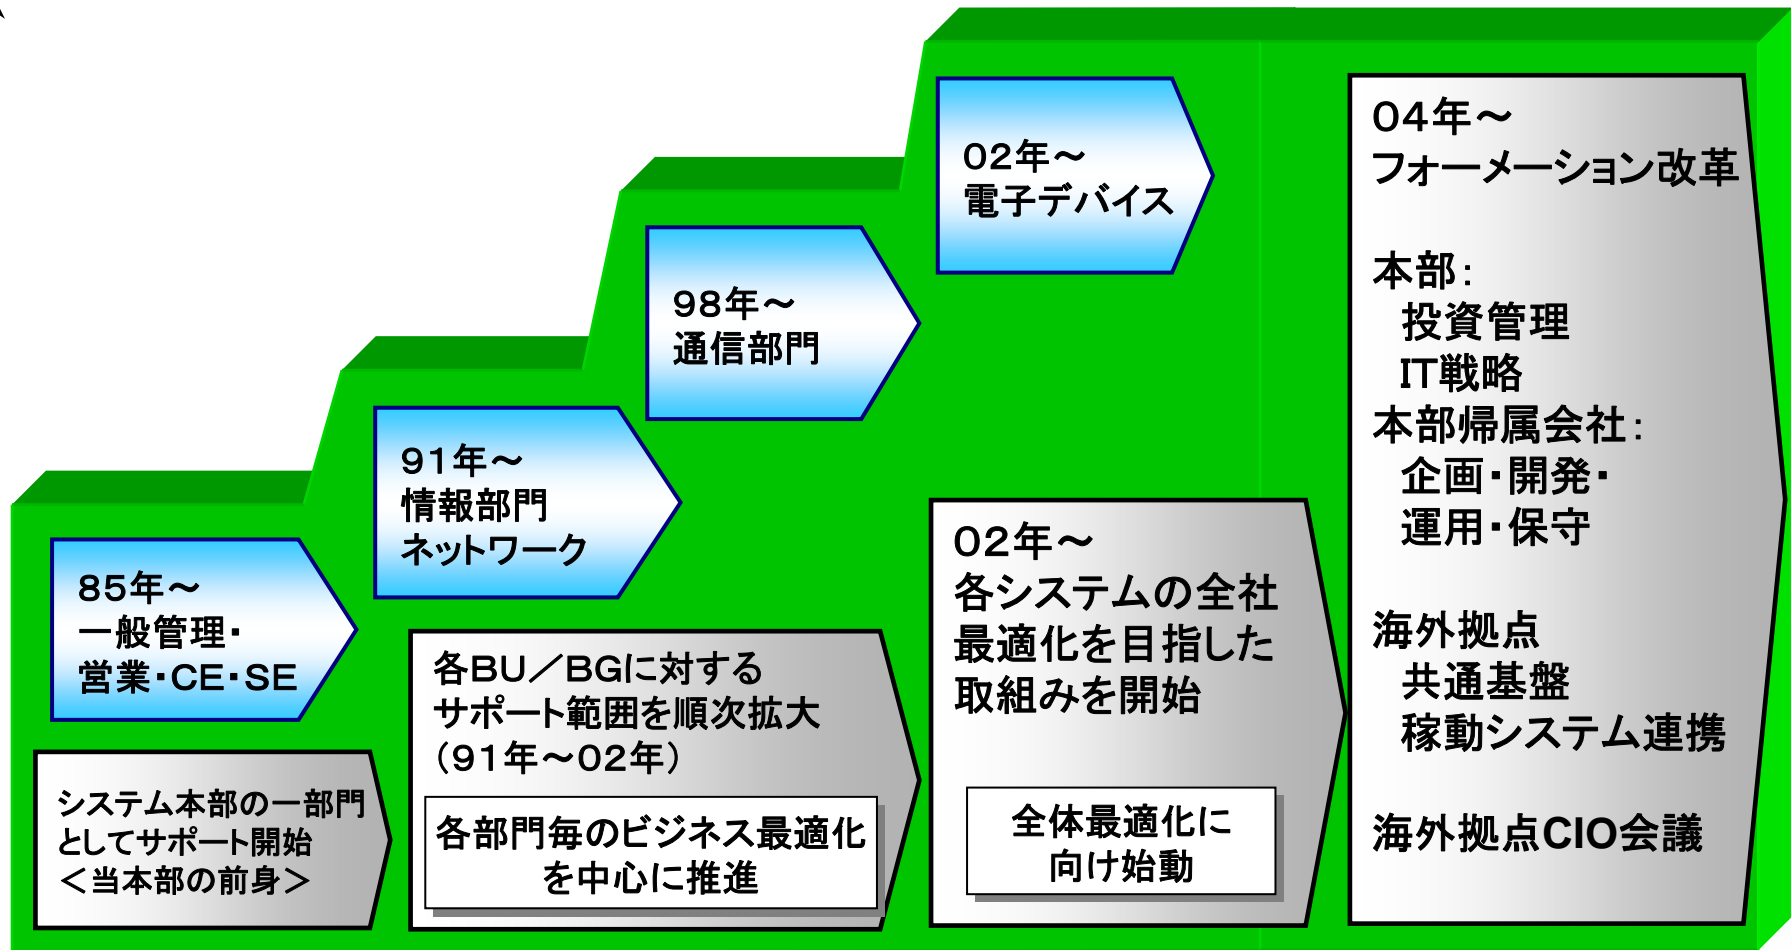 85年～
一般管理・
営業・CE・SE
システム本部の一部門
としてサポート開始
＜当本部の前身＞
91年～
情報部門
ネットワーク
各BU／BGに対する
サポート範囲を順次拡大
（91年～02年）
各部門毎のビジネス最適化
を中心に推進
98年～
通信部門
02年～
電子デバイス
02年～
各システムの全社
最適化を目指した
取組みを開始
全体最適化に
向け始動
04年～
フォーメーション改革
本部：
投資管理
IT戦略
本部帰属会社：
企画・開発・
運用・保守
海外拠点
共通基盤
稼動システム連携
海外拠点CIO会議